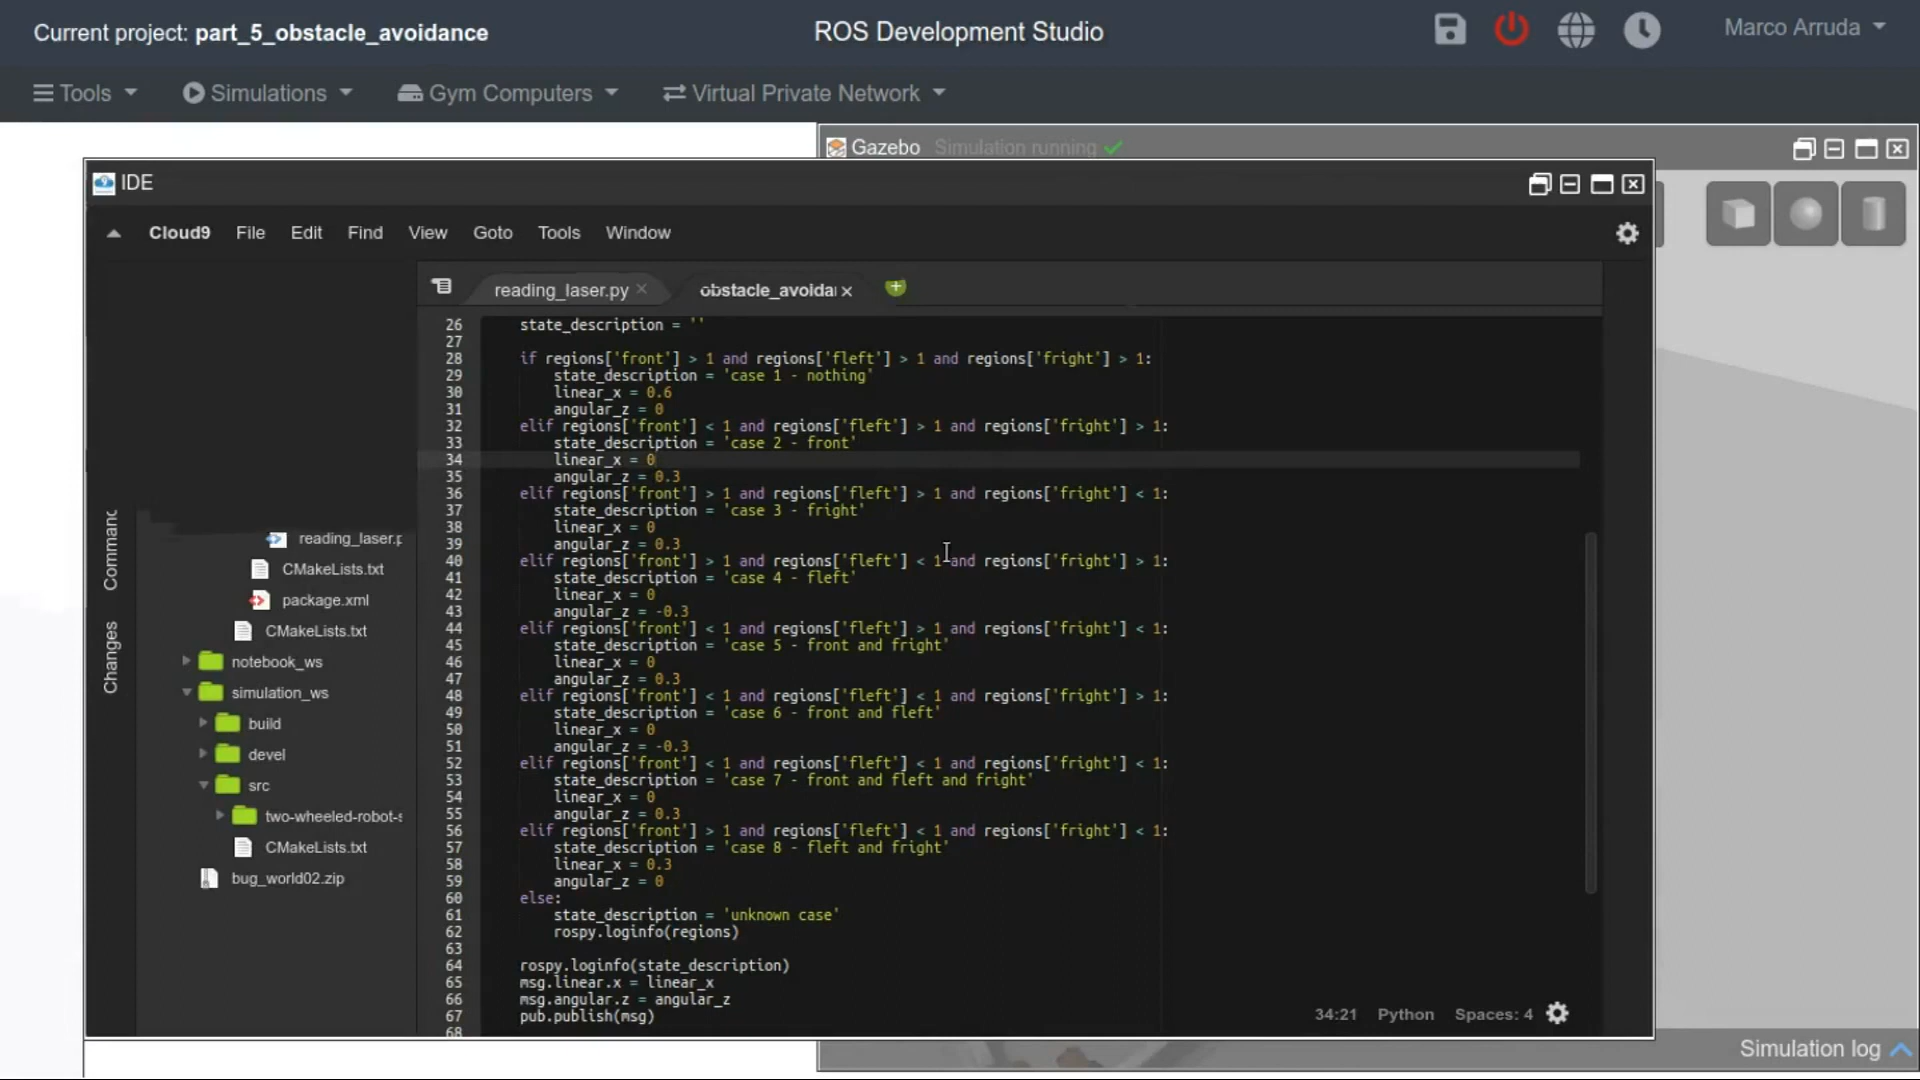 Current project: part_5_obstacle_avoidance
ROS Development Studio
Marco Arruda
Tools
Simulations
Gym Computers
Virtual Private Network
Gazebo Simulation running
IDE
Cloud9 File Edit Find View Goto Tools Window
reading_laser.py
obstacle_avoidar
Commanc
Changes
reading_laser.p
CMakeLists.txt
package.xml
CMakeLists.txt
notebook_ws
simulation_ws
build
devel
src
two-wheeled-robot-s
CMakeLists.txt
bug_world02.zip
26 state_description = ''
27
28 if regions['front'] > 1 and regions['fleft'] > 1 and regions['fright'] > 1:
29 state_description = 'case 1 - nothing'
30 linear_x = 0.6
31 angular_z = 0
32 elif regions['front'] < 1 and regions['fleft'] > 1 and regions['fright'] > 1:
33 state_description = 'case 2 - front'
34 linear_x = 0
35 angular_z = 0.3
36 elif regions['front'] > 1 and regions['fleft'] > 1 and regions['fright'] < 1:
37 state_description = 'case 3 - fright'
38 linear_x = 0
39 angular_z = 0.3
40 elif regions['front'] > 1 and regions['fleft'] < 1 and regions['fright'] > 1:
41 state_description = 'case 4 - fleft'
42 linear_x = 0
43 angular_z = -0.3
44 elif regions['front'] < 1 and regions['fleft'] > 1 and regions['fright'] < 1:
45 state_description = 'case 5 - front and fright'
46 linear_x = 0
47 angular_z = 0.3
48 elif regions['front'] < 1 and regions['fleft'] < 1 and regions['fright'] > 1:
49 state_description = 'case 6 - front and fleft'
50 linear_x = 0
51 angular_z = -0.3
52 elif regions['front'] < 1 and regions['fleft'] < 1 and regions['fright'] < 1:
53 state_description = 'case 7 - front and fleft and fright'
54 linear_x = 0
55 angular_z = 0.3
56 elif regions['front'] > 1 and regions['fleft'] < 1 and regions['fright'] < 1:
57 state_description = 'case 8 - fleft and fright'
58 linear_x = 0.3
59 angular_z = 0
60 else:
61 state_description = 'unknown case'
62 rospy.loginfo(regions)
63
64 rospy.loginfo(state_description)
65 msg.linear.x = linear_x
66 msg.angular.z = angular_z
67 pub.publish(msg)
68
34:21 Python Spaces: 4
Simulation log